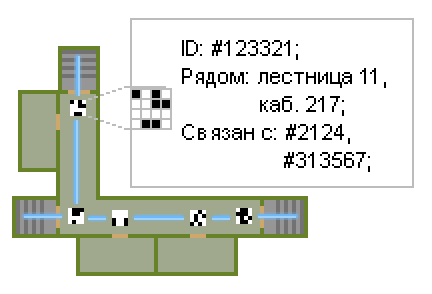 ID: #123321;
Рядом: лестница 11,
каб. 217;
Связан с: #2124,
#313567;